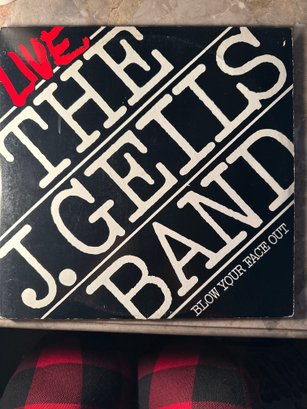 LIVE
THE
J. GEILS
BAND
BLOW YOUR FACE OUT